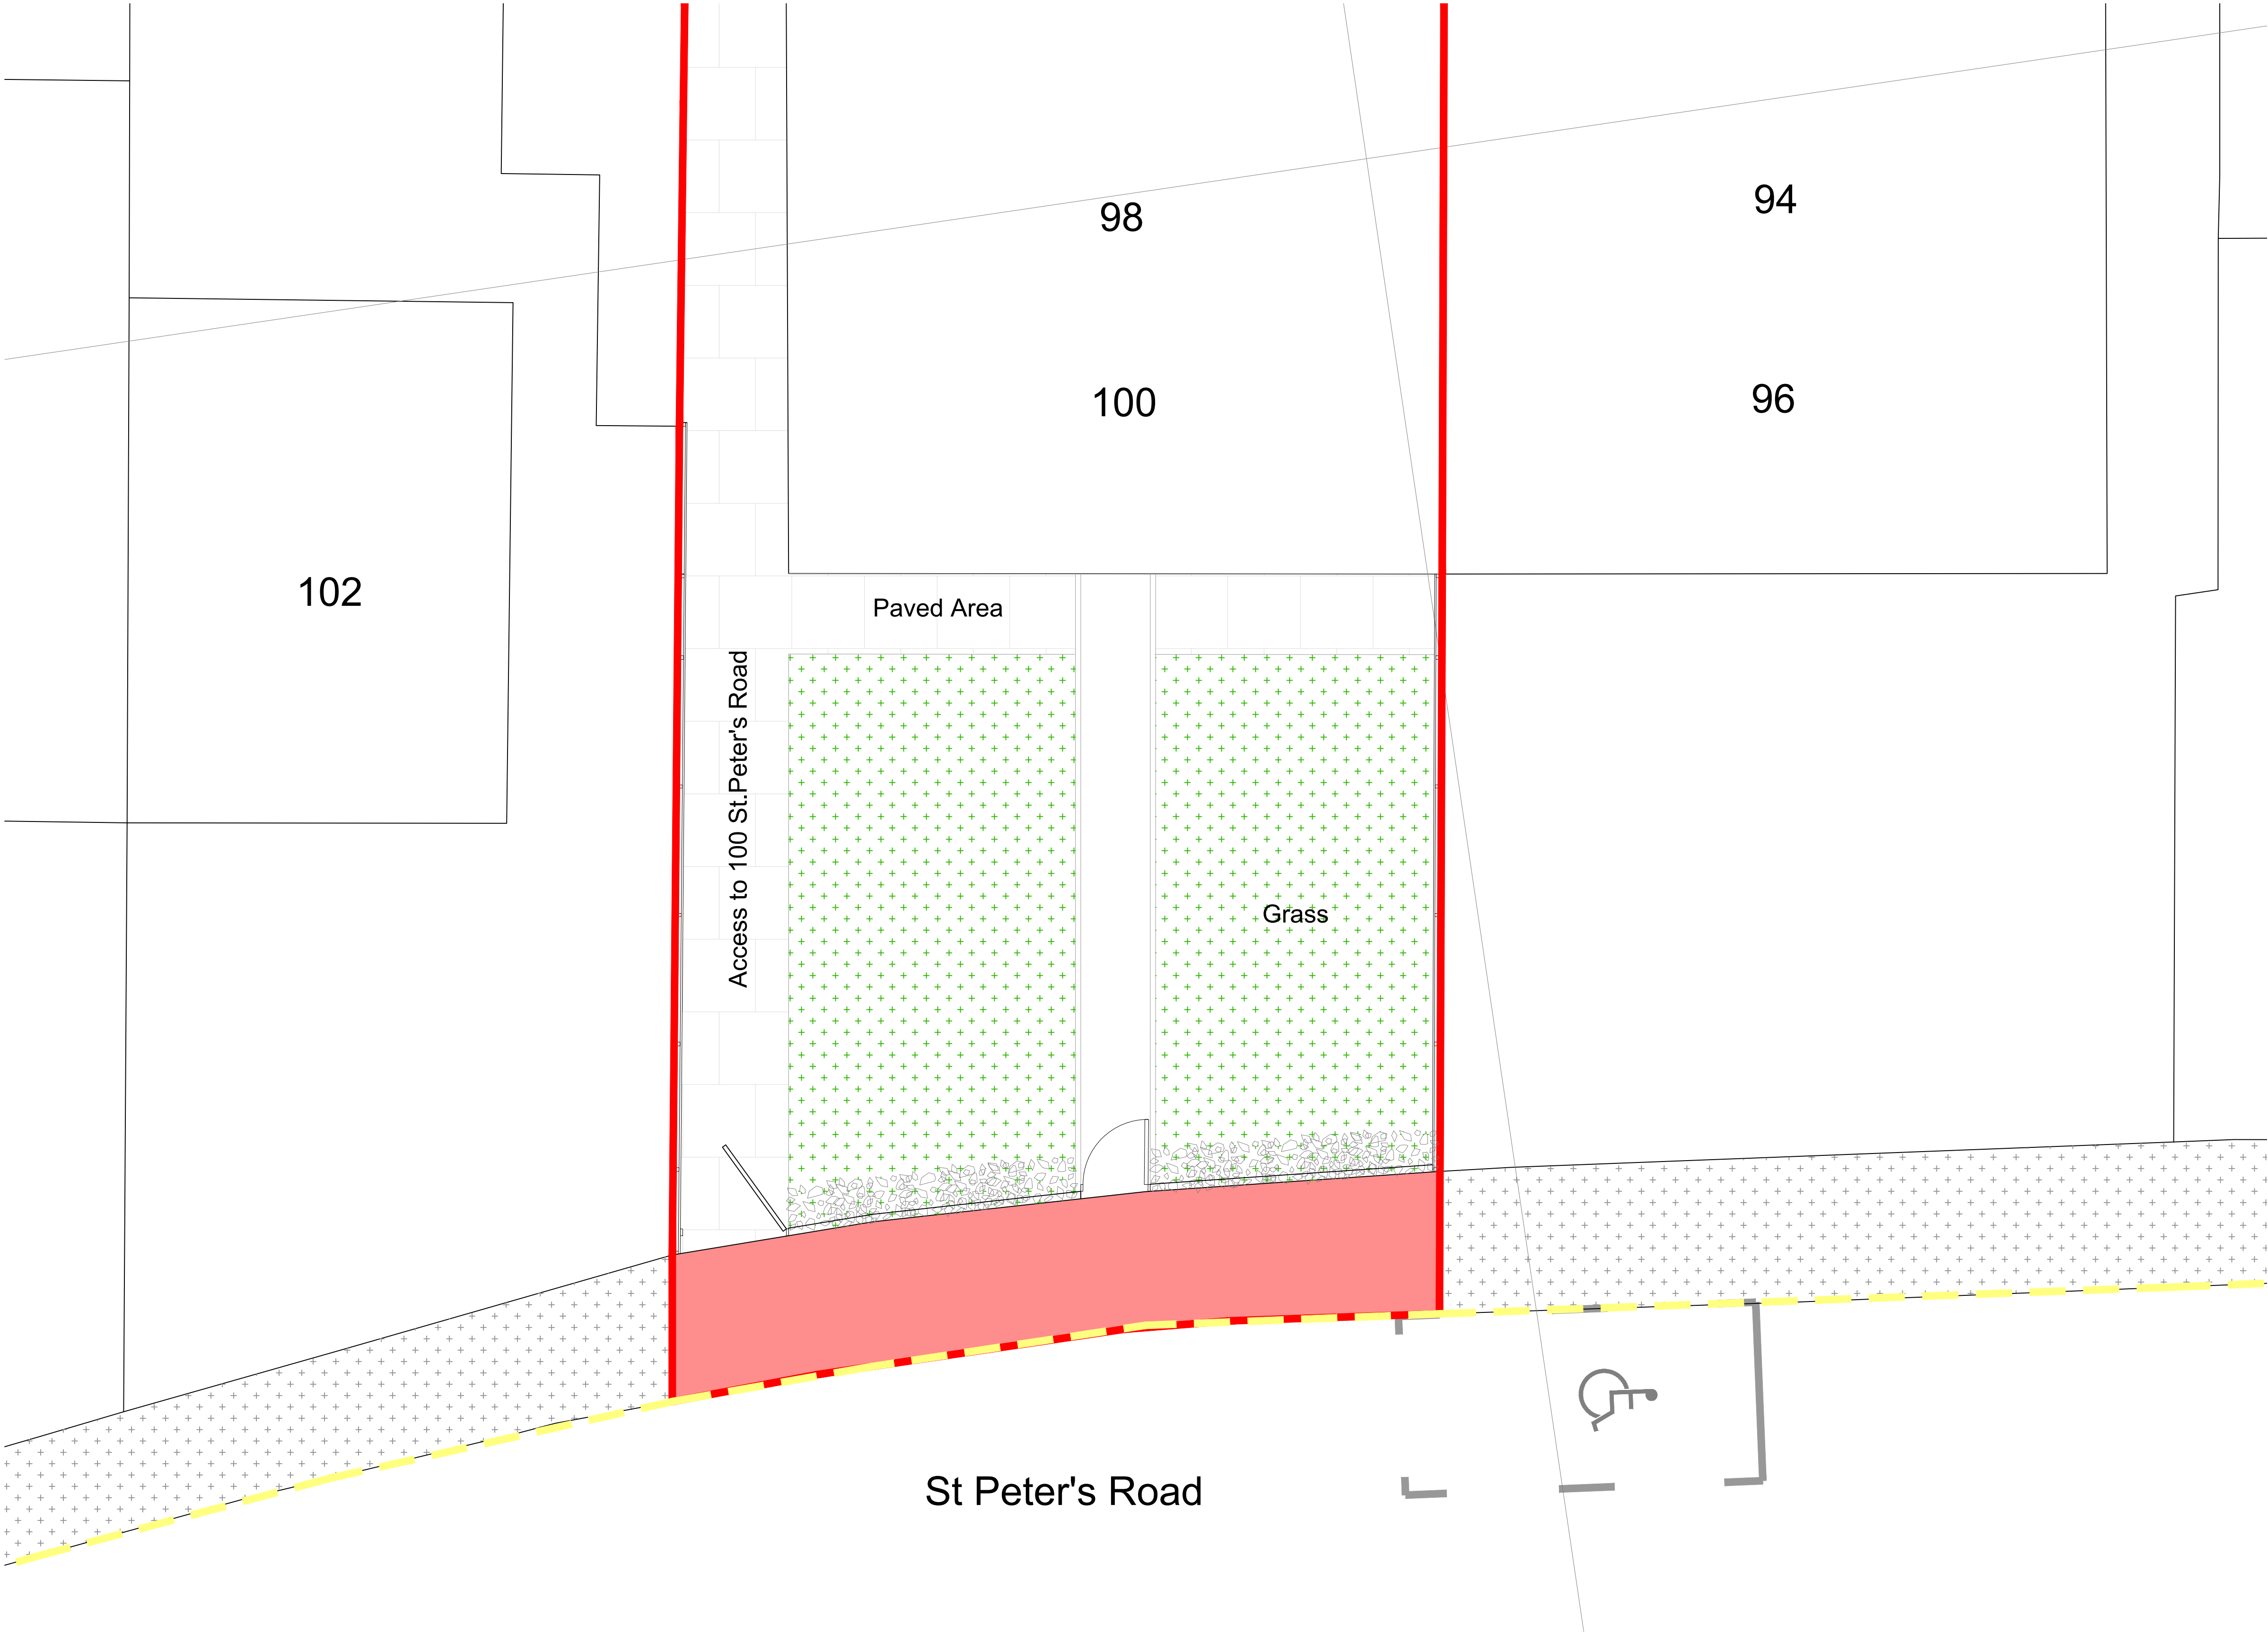 98
94
100
96
102
Paved Area
Access to 100 St.Peter's Road
Grass
St Peter's Road